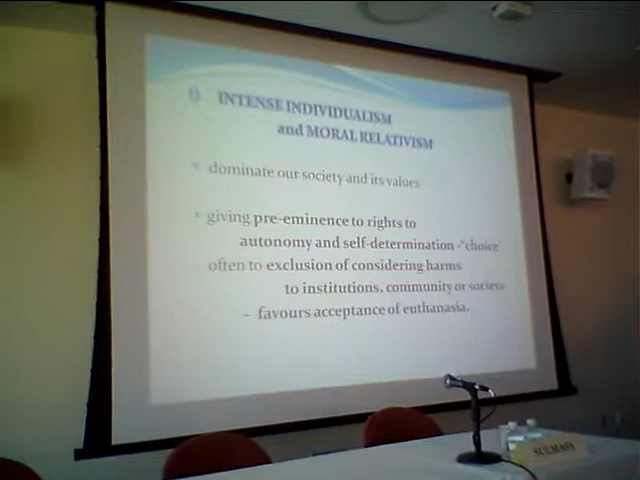 i) INTENSE INDIVIDUALISM
and MORAL RELATIVISM
dominate our society and its values
giving pre-eminence to rights to
autonomy and self-determination -"choice"
often to exclusion of considering harms
to institutions, community or society
- favours acceptance of euthanasia.
SULMASY